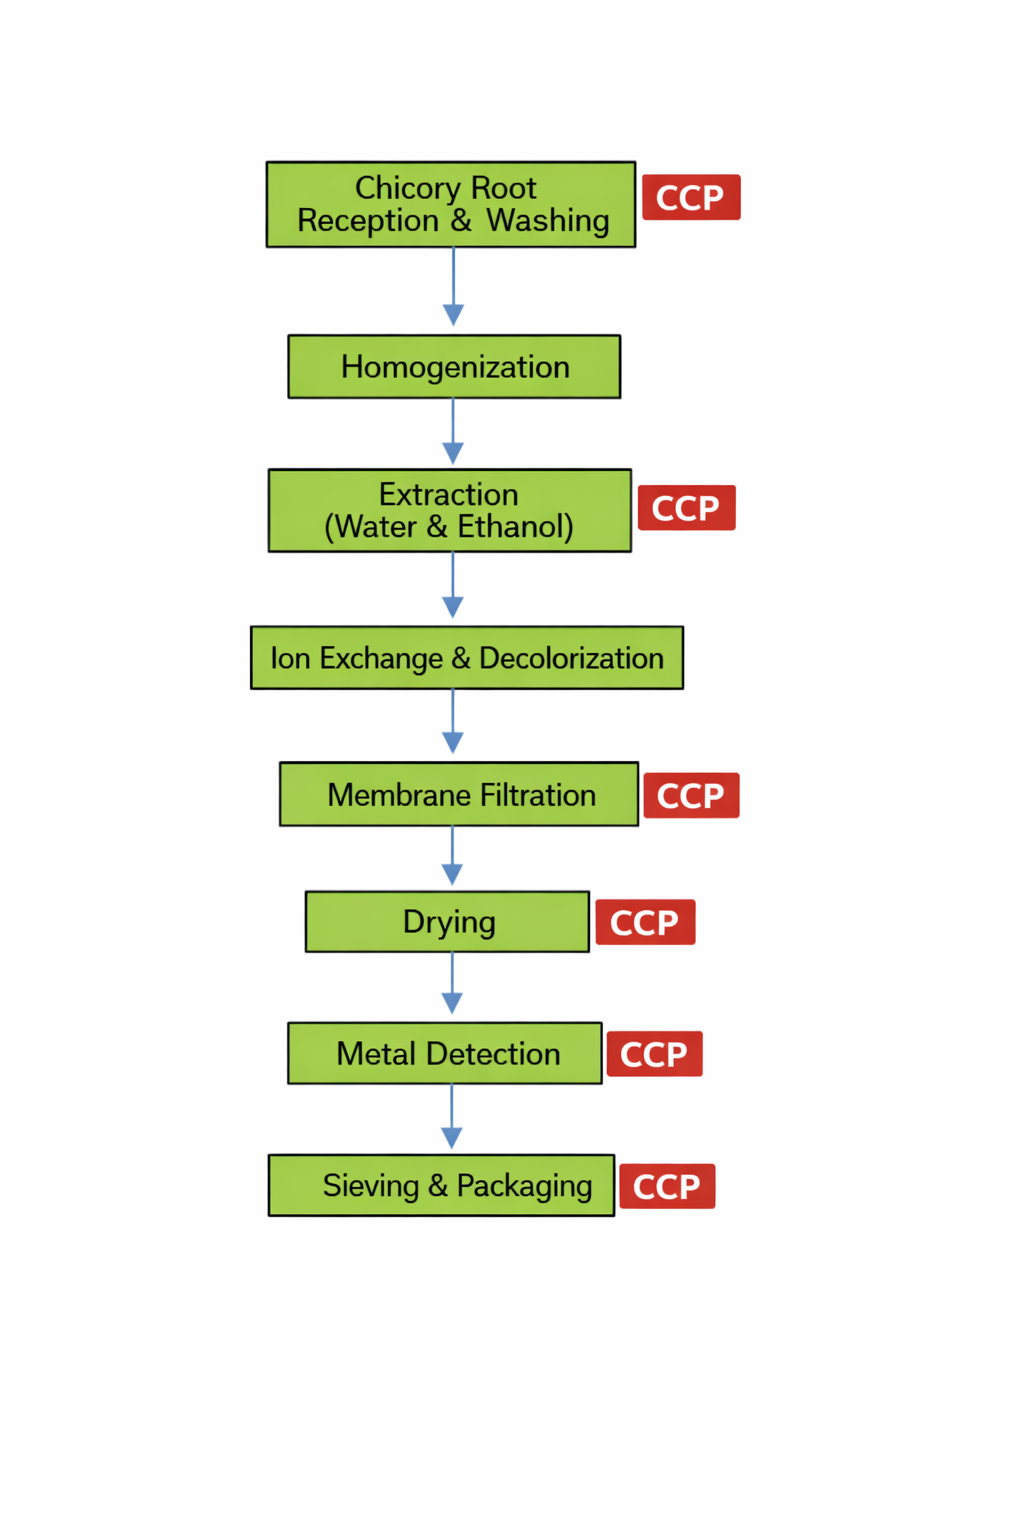 Chicory Root
Reception & Washing
CCP
Homogenization
Extraction
(Water & Ethanol)
CCP
Ion Exchange & Decolorization
Membrane Filtration
CCP
Drying
CCP
Metal Detection
CCP
Sieving & Packaging
CCP